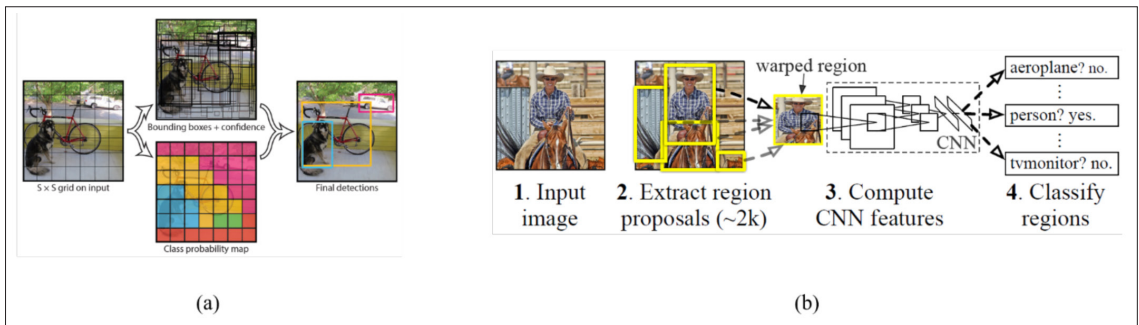 Bounding boxes + confidence
S × S grid on input
Final detections
Class probability map
(a)
warped region
aeroplane? no.
person? yes.
CNN
tvmonitor? no.
1. Input
image
2. Extract region
proposals (~2k)
3. Compute
CNN features
4. Classify
regions
(b)